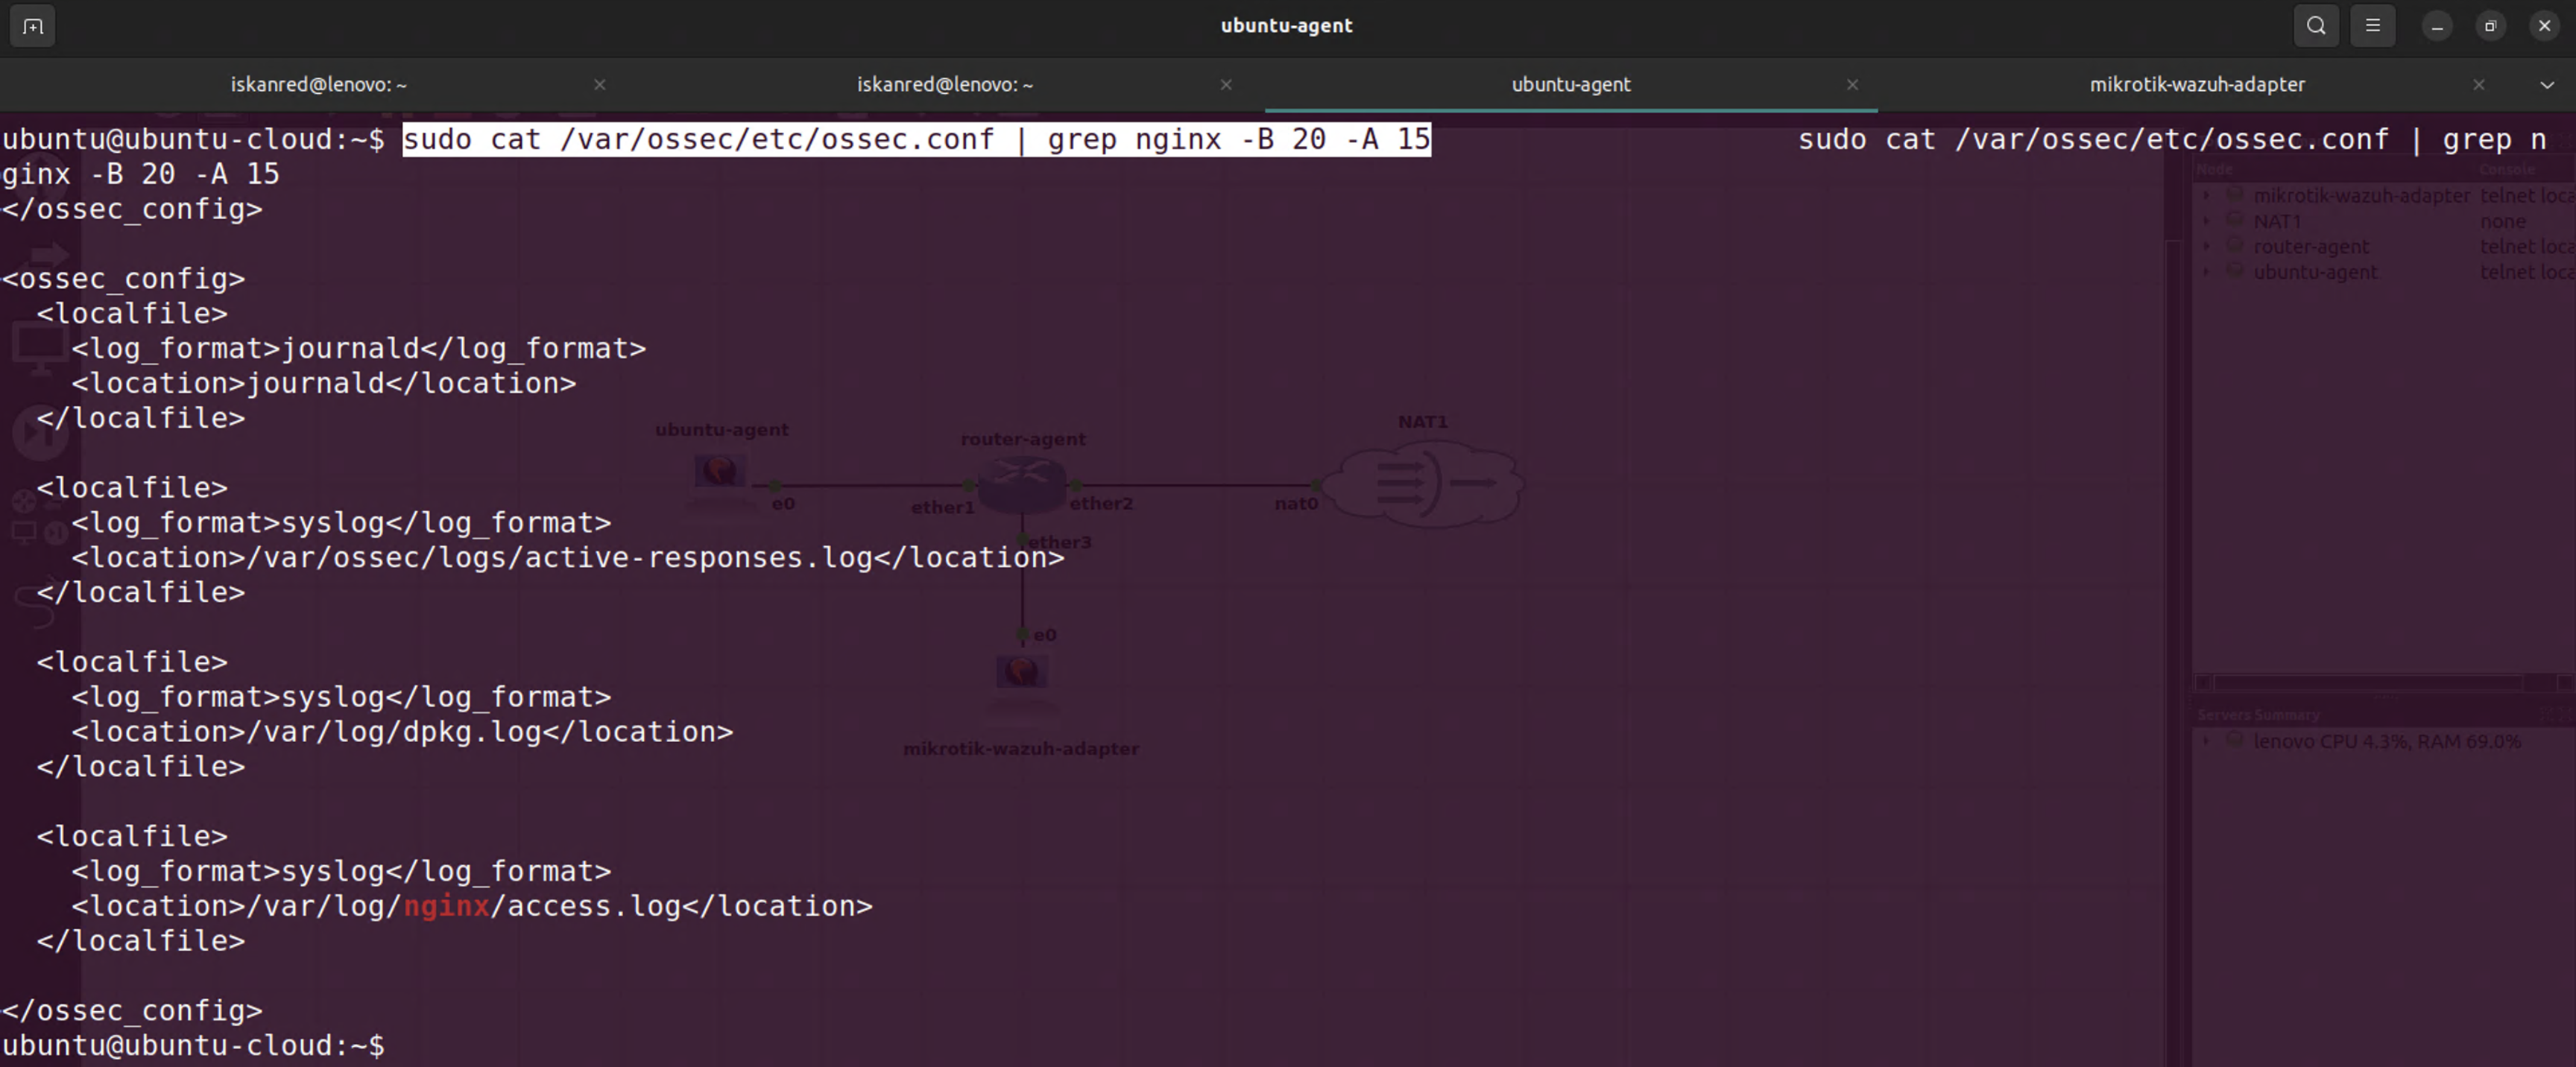 ubuntu-agent
iskanred@lenovo: ~
iskanred@lenovo: ~
ubuntu-agent
mikrotik-wazuh-adapter
ubuntu@ubuntu-cloud:~$ sudo cat /var/ossec/etc/ossec.conf | grep nginx -B 20 -A 15 sudo cat /var/ossec/etc/ossec.conf | grep n
ginx -B 20 -A 15
</ossec_config>
<ossec_config>
  <localfile>
    <log_format>journald</log_format>
    <location>journald</location>
  </localfile>
  <localfile>
    <log_format>syslog</log_format>
    <location>/var/ossec/logs/active-responses.log</location>
  </localfile>
  <localfile>
    <log_format>syslog</log_format>
    <location>/var/log/dpkg.log</location>
  </localfile>
  <localfile>
    <log_format>syslog</log_format>
    <location>/var/log/nginx/access.log</location>
  </localfile>
</ossec_config>
ubuntu@ubuntu-cloud:~$
ubuntu-agent
router-agent
NAT1
e0
ether1
ether2
nat0
ether3
e0
mikrotik-wazuh-adapter
Node Console
mikrotik-wazuh-adapter telnet loca
NAT1 none
router-agent telnet loca
ubuntu-agent telnet loca
Servers Summary
lenovo CPU 4.3%, RAM 69.0%